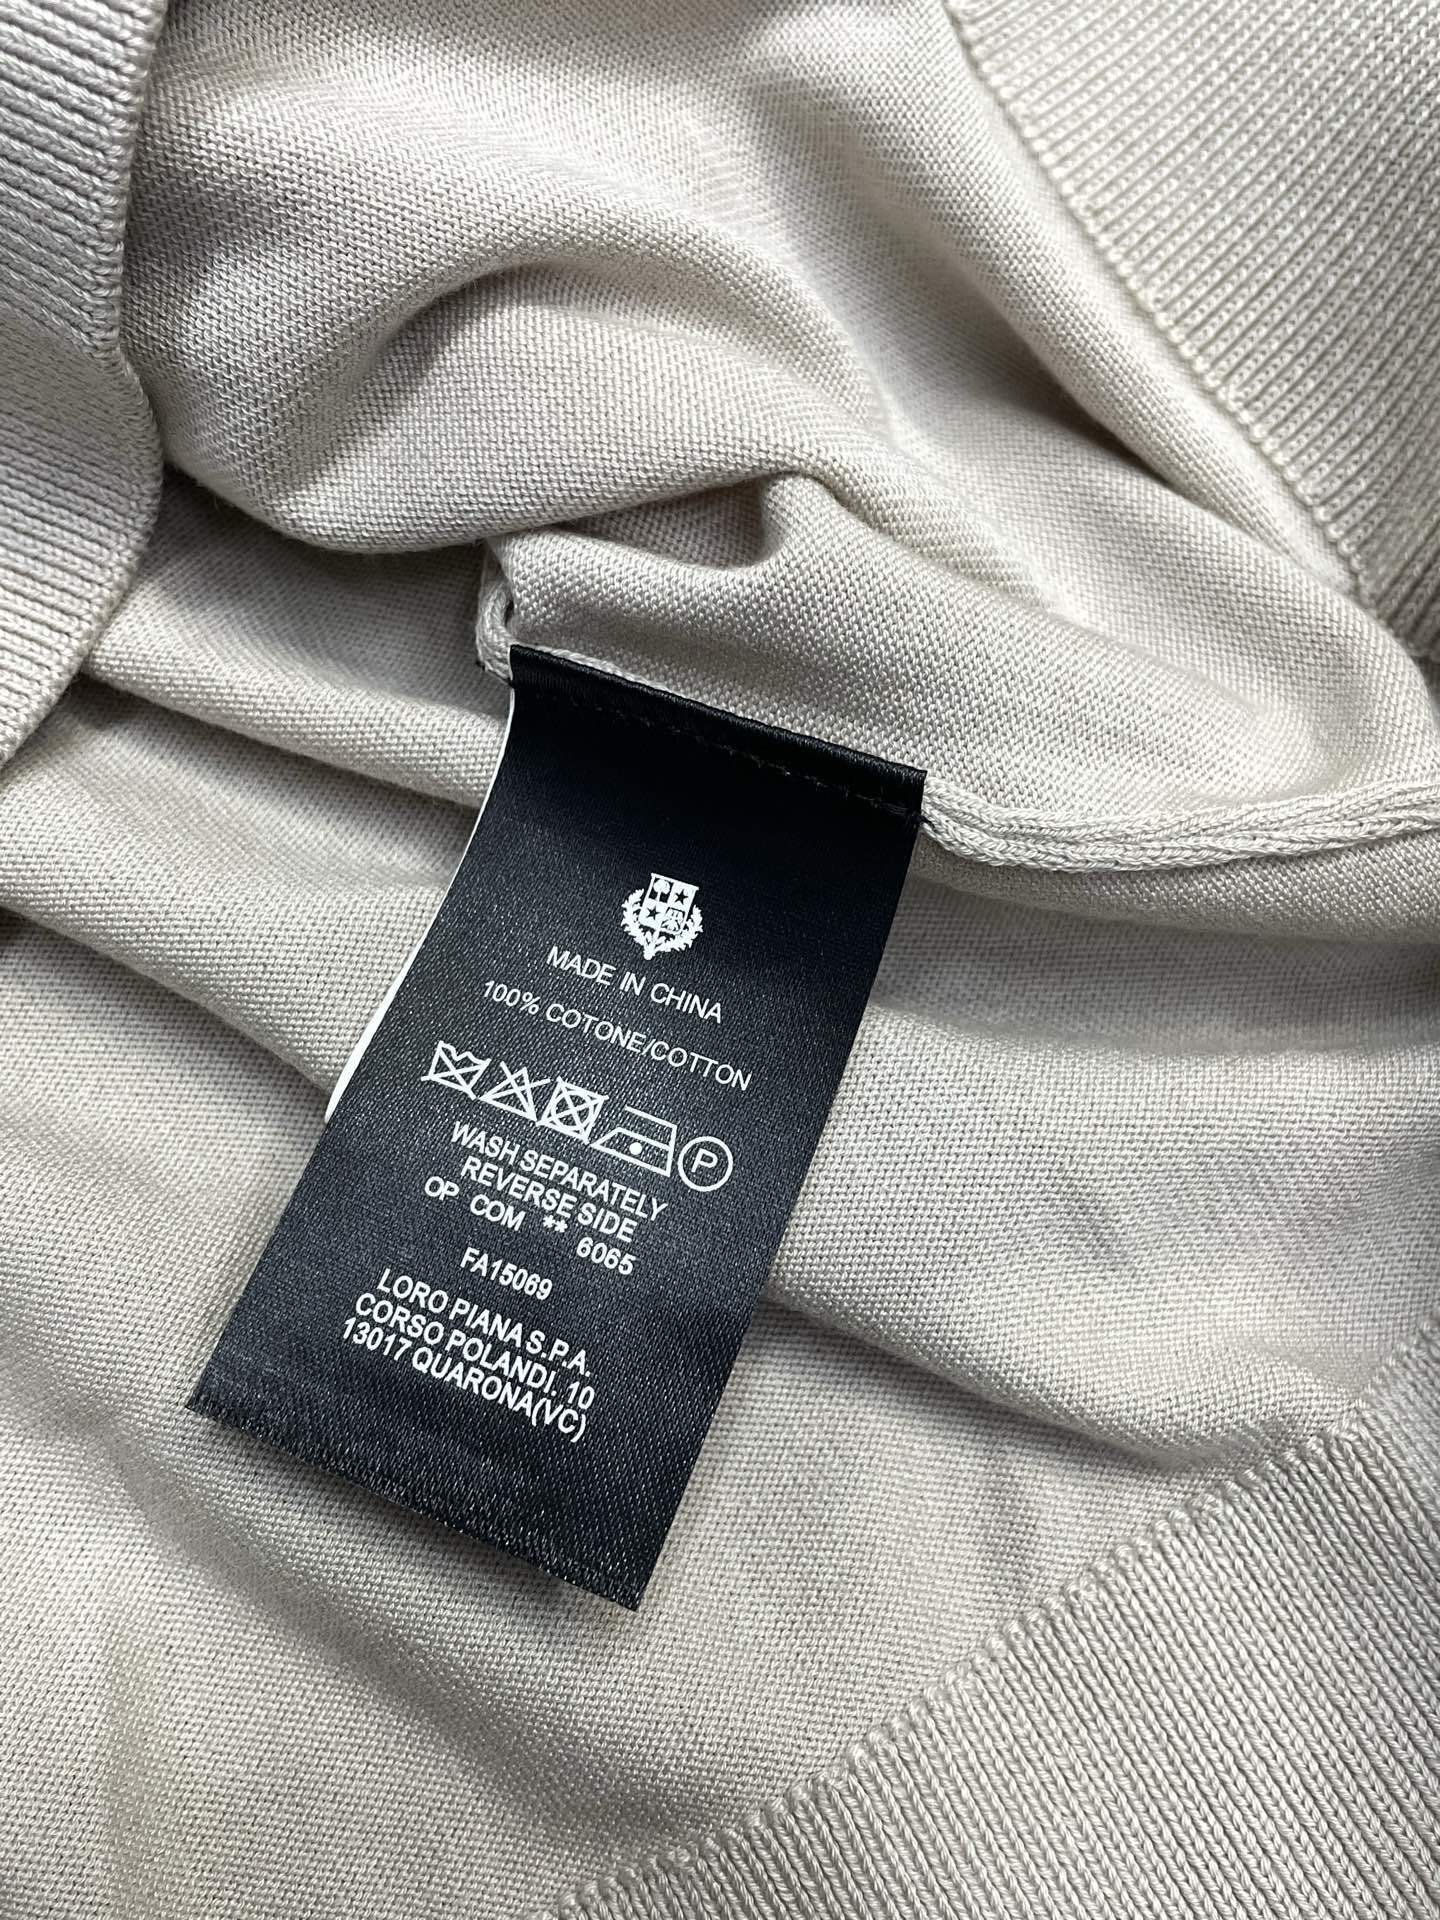 MADE IN CHINA
100% COTONE/COTTON
P
WASH SEPARATELY
REVERSE SIDE
OP COM ** 6065
FA15069
LORO PIANA S.P.A.
CORSO POLANDI. 10
13017 QUARONA(VC)